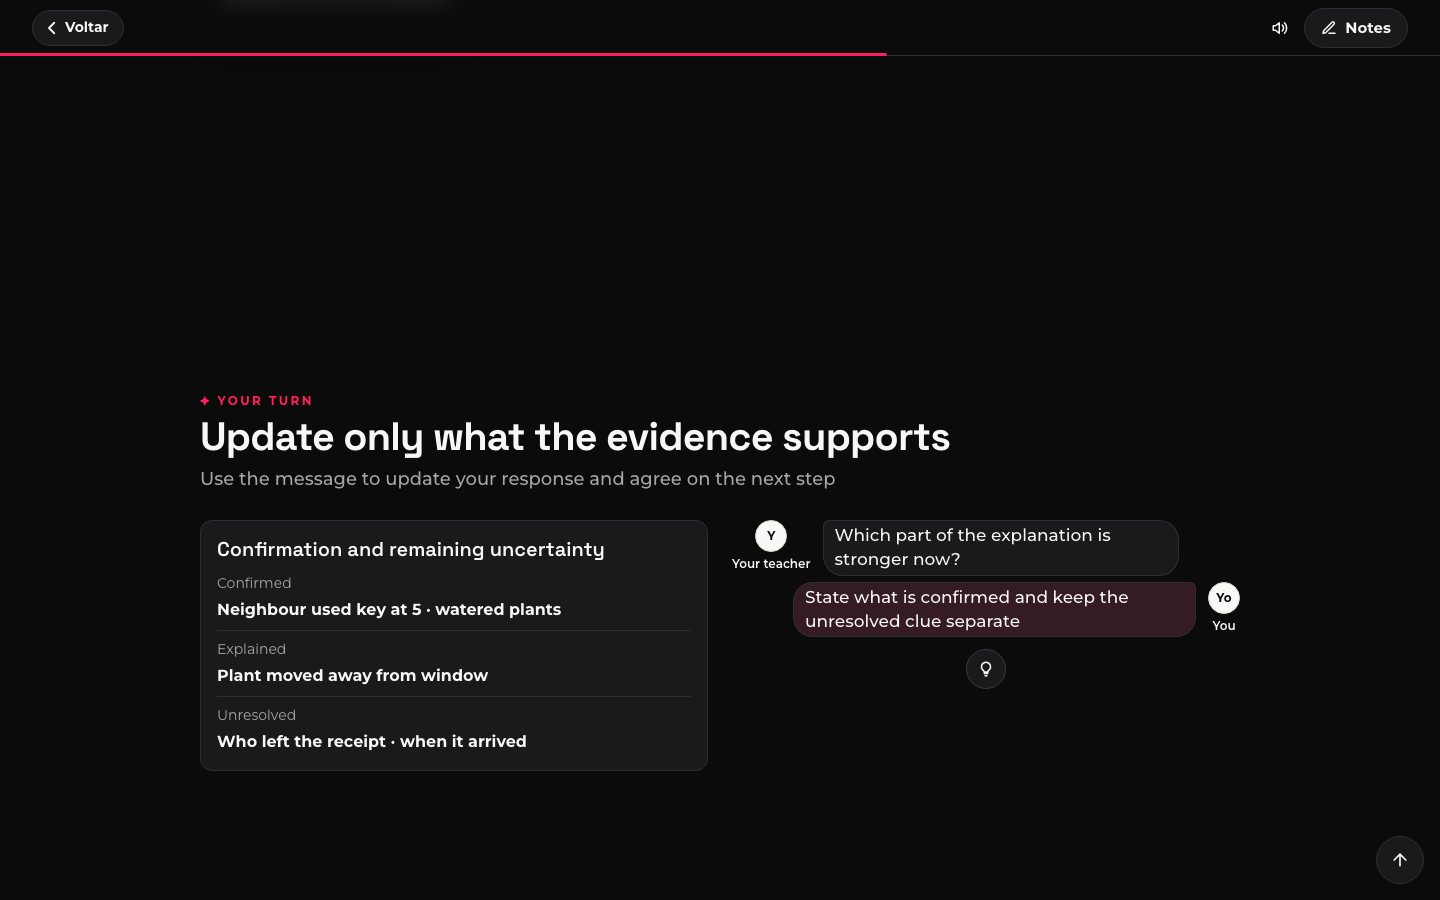 Voltar
Notes
YOUR TURN
Update only what the evidence supports
Use the message to update your response and agree on the next step
Confirmation and remaining uncertainty
Confirmed
Neighbour used key at 5 · watered plants
Explained
Plant moved away from window
Unresolved
Who left the receipt · when it arrived
Y
Your teacher
Which part of the explanation is
stronger now?
State what is confirmed and keep the
unresolved clue separate
Yo
You